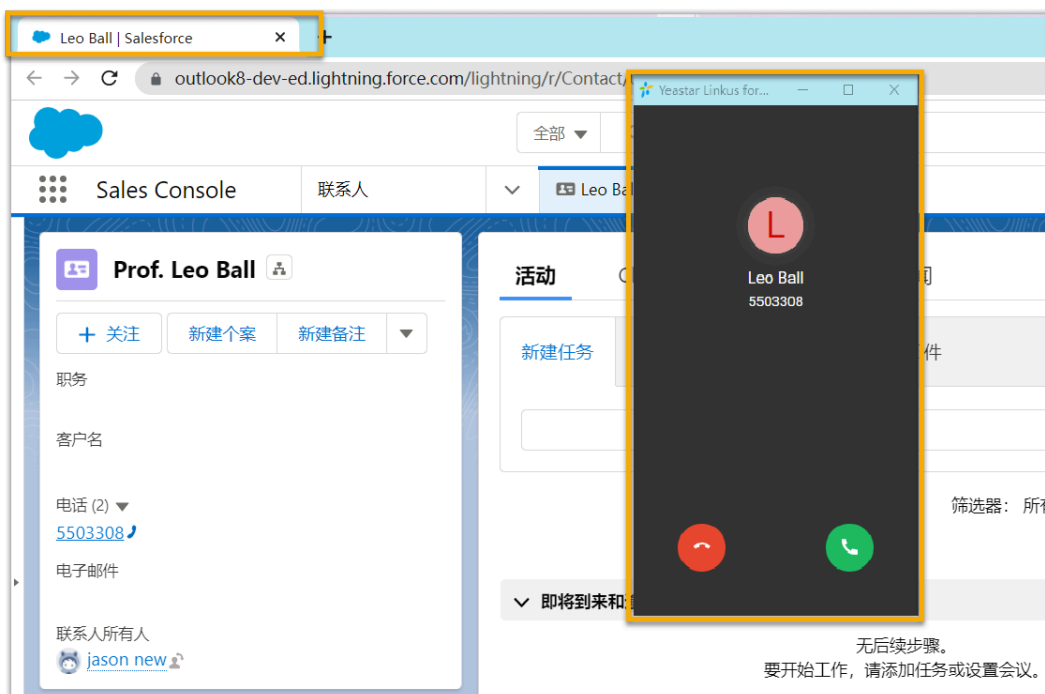 Leo Ball | Salesforce
outlook8-dev-ed.lightning.force.com/lightning/r/Contact/
Yeastar Linkus for...
全部
Sales Console
联系人
Leo Ball
Prof. Leo Ball
活动
L
Leo Ball
5503308
关注
新建个案
新建备注
新建任务
件
职务
客户名
电话 (2)
5503308
筛选器： 所有
电子邮件
即将到来和
联系人所有人
jason new
无后续步骤。
要开始工作，请添加任务或设置会议。